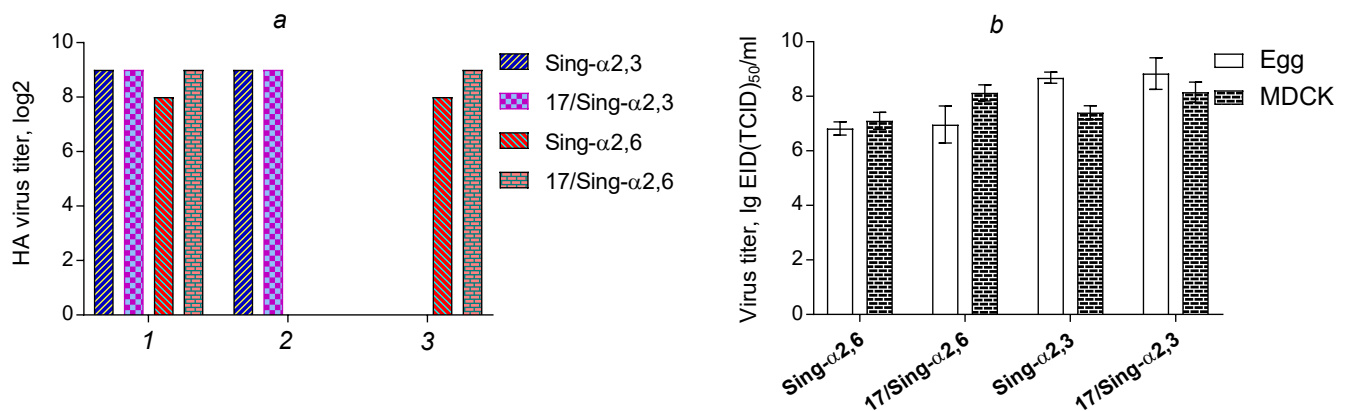 a
HA virus titer, log2
10
8
6
4
2
0
1
2
3
Sing-α2,3
17/Sing-α2,3
Sing-α2,6
17/Sing-α2,6
b
Virus titer, lg EID(TCID)50/ml
10
8
6
4
2
0
Sing-α2,6
17/Sing-α2,6
Sing-α2,3
17/Sing-α2,3
Egg
MDCK